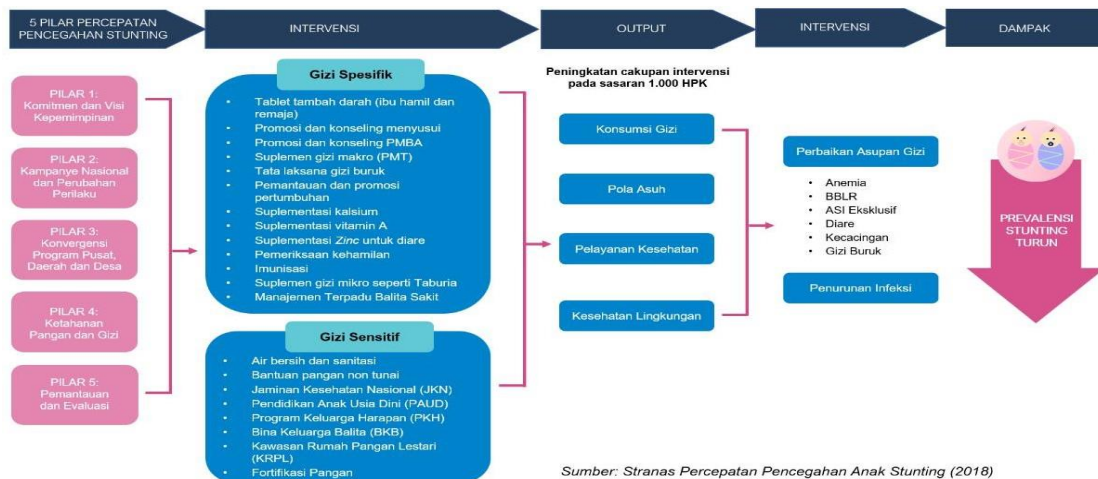 5 PILAR PERCEPATAN
PENCEGAHAN STUNTING
INTERVENSI
OUTPUT
INTERVENSI
DAMPAK
PILAR 1:
Komitmen dan Visi
Kepemimpinan
PILAR 2:
Kampanye Nasional
dan Perubahan
Perilaku
PILAR 3:
Konvergensi
Program Pusat,
Daerah dan Desa
PILAR 4:
Ketahanan
Pangan dan Gizi
PILAR 5:
Pemantauan
dan Evaluasi
Gizi Spesifik
• Tablet tambah darah (ibu hamil dan
remaja)
• Promosi dan konseling menyusui
• Promosi dan konseling PMBA
• Suplemen gizi makro (PMT)
• Tata laksana gizi buruk
• Pemantauan dan promosi
pertumbuhan
• Suplementasi kalsium
• Suplementasi vitamin A
• Suplementasi Zinc untuk diare
• Pemeriksaan kehamilan
• Imunisasi
• Suplemen gizi mikro seperti Taburia
• Manajemen Terpadu Balita Sakit
Gizi Sensitif
• Air bersih dan sanitasi
• Bantuan pangan non tunai
• Jaminan Kesehatan Nasional (JKN)
• Pendidikan Anak Usia Dini (PAUD)
• Program Keluarga Harapan (PKH)
• Bina Keluarga Balita (BKB)
• Kawasan Rumah Pangan Lestari
(KRPL)
• Fortifikasi Pangan
Peningkatan cakupan intervensi
pada sasaran 1.000 HPK
Konsumsi Gizi
Pola Asuh
Pelayanan Kesehatan
Kesehatan Lingkungan
Perbaikan Asupan Gizi
• Anemia
• BBLR
• ASI Eksklusif
• Diare
• Kecacingan
• Gizi Buruk
Penurunan Infeksi
PREVALENSI
STUNTING
TURUN
Sumber: Stranas Percepatan Pencegahan Anak Stunting (2018)